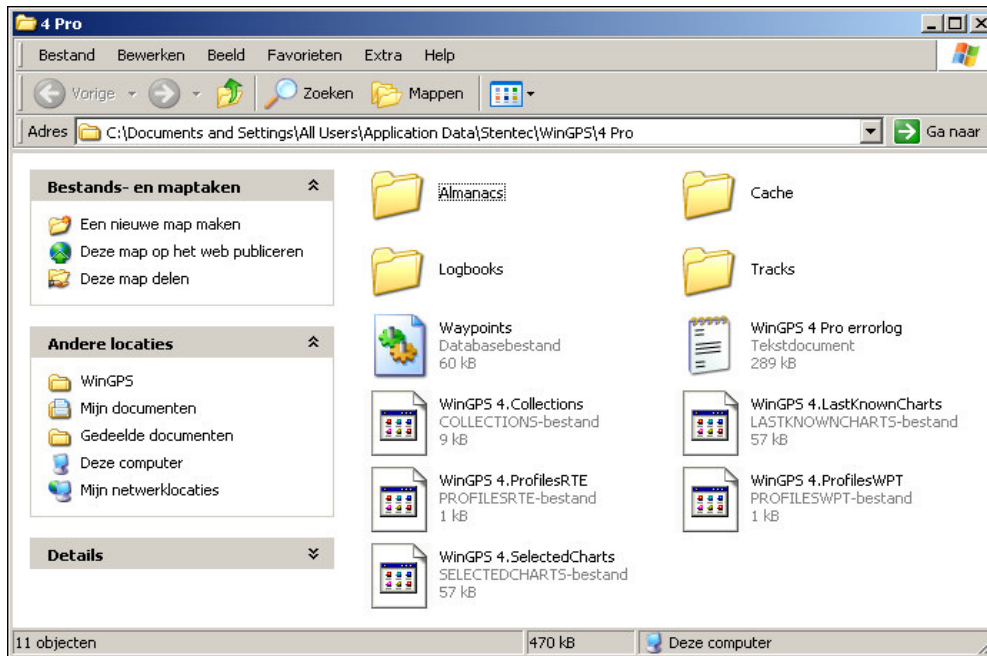 4 Pro
Bestand Bewerken Beeld Favorieten Extra Help
Vorige Zoeken Mappen
Adres C:\Documents and Settings\All Users\Application Data\Stentec\WinGPS\4 Pro Ga naar
Bestands- en maptaken
Een nieuwe map maken
Deze map op het web publiceren
Deze map delen
Andere locaties
WinGPS
Mijn documenten
Gedeelde documenten
Deze computer
Mijn netwerklocaties
Details
Almanacs
Cache
Logbooks
Tracks
Waypoints
Databasebestand
60 kB
WinGPS 4 Pro errorlog
Tekstdocument
289 kB
WinGPS 4.Collections
COLLECTIONS-bestand
9 kB
WinGPS 4.LastKnownCharts
LASTKNOWNCHARTS-bestand
57 kB
WinGPS 4.ProfilesRTE
PROFILESRTE-bestand
1 kB
WinGPS 4.ProfilesWPT
PROFILESWPT-bestand
1 kB
WinGPS 4.SelectedCharts
SELECTEDCHARTS-bestand
57 kB
11 objecten 470 kB Deze computer